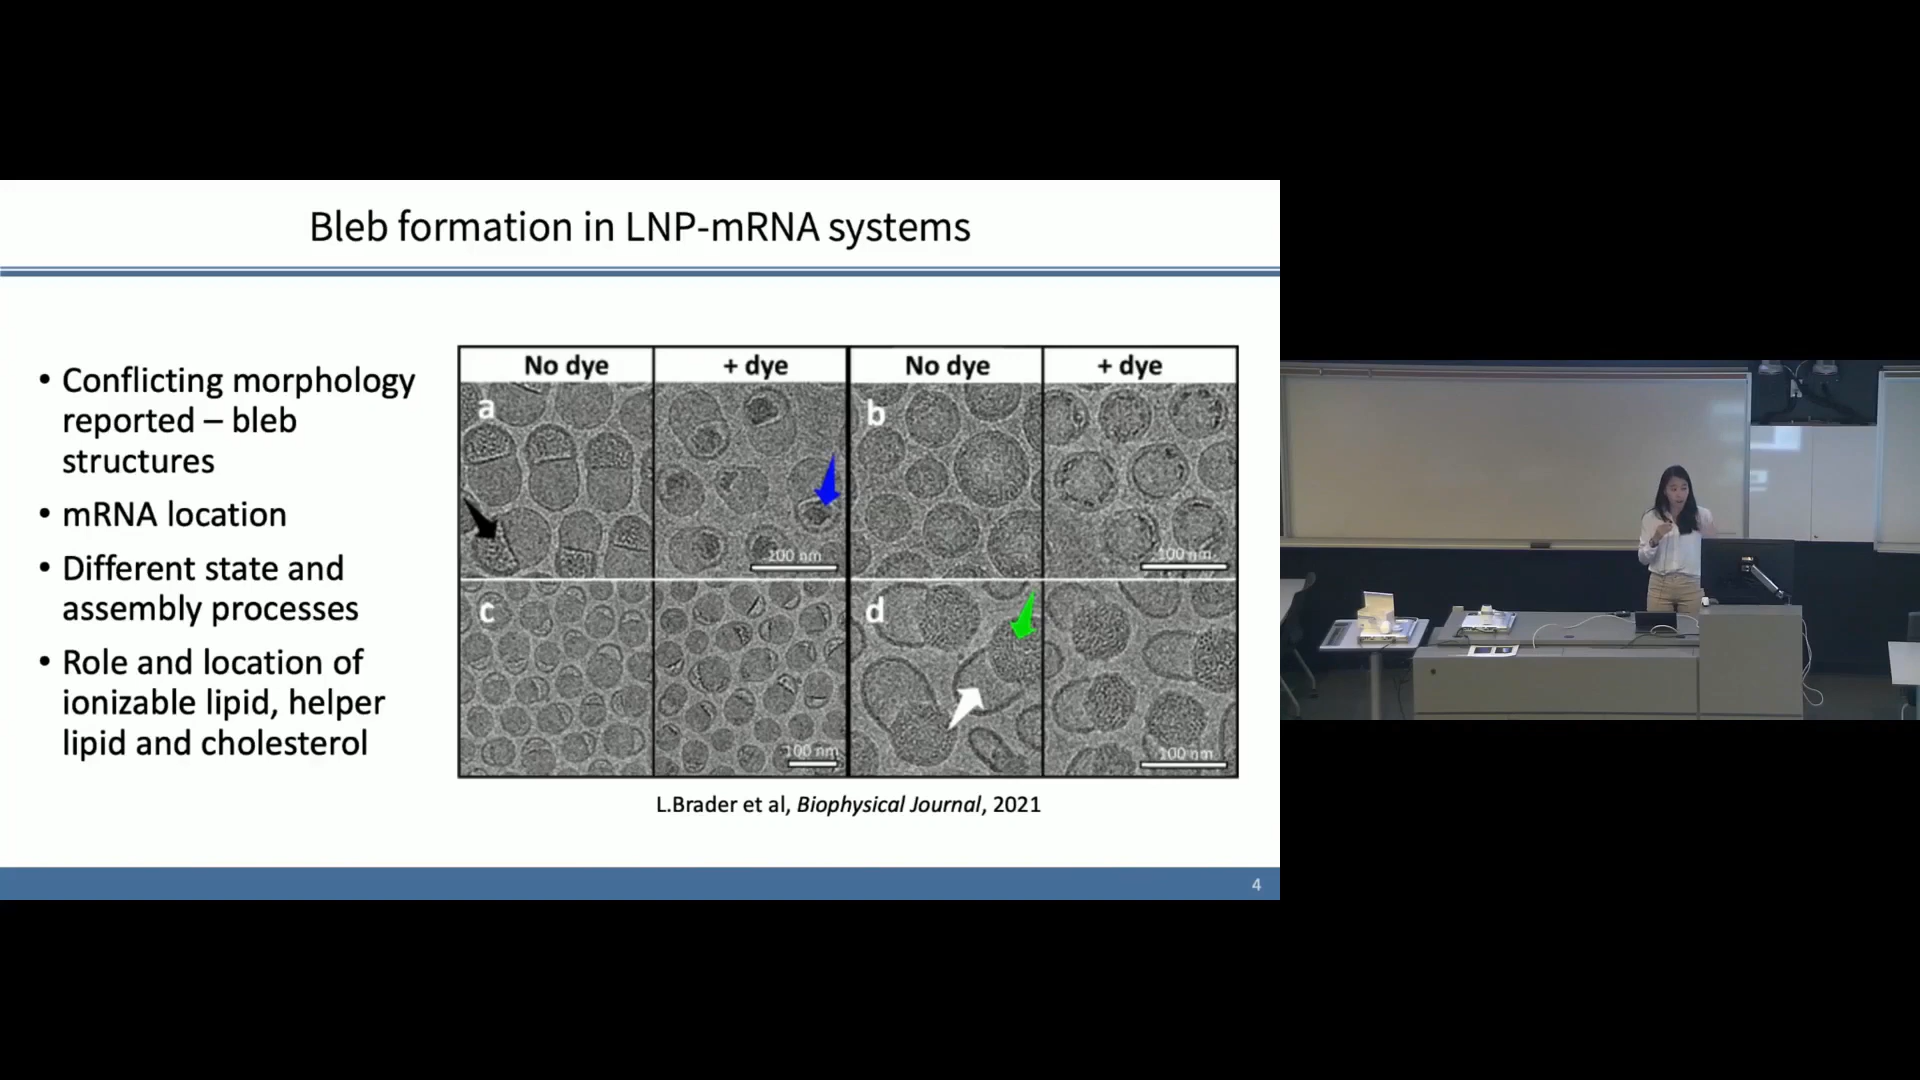 Bleb formation in LNP-mRNA systems
• Conflicting morphology
reported – bleb
structures
• mRNA location
• Different state and
assembly processes
• Role and location of
ionizable lipid, helper
lipid and cholesterol
No dye
+ dye
No dye
+ dye
a
b
100 nm
100 nm
c
d
100 nm
100 nm
L.Brader et al, Biophysical Journal, 2021
4